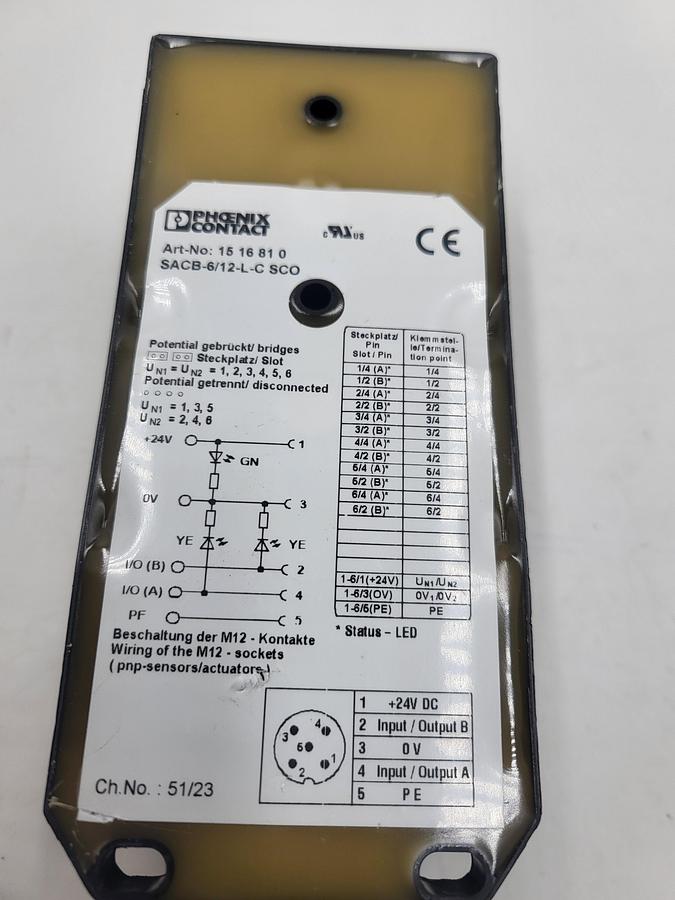 PHŒNIX
CONTACT
c RU US
CE
Art-No: 15 16 81 0
SACB-6/12-L-C SCO
Potential gebrückt/ bridges
Steckplatz/ Slot
UN1 = UN2 = 1, 2, 3, 4, 5, 6
Potential getrennt/ disconnected
UN1 = 1, 3, 5
UN2 = 2, 4, 6
+24V 1
GN
0V 3
YE YE
I/O (B) 2
I/O (A) 4
PE 5
Beschaltung der M12 - Kontakte
Wiring of the M12 - sockets
( pnp-sensors/actuators )
Steckplatz/ Klemmstel-
Pin le/Termina-
Slot / Pin tion point
1/4 (A)* 1/4
1/2 (B)* 1/2
2/4 (A)* 2/4
2/2 (B)* 2/2
3/4 (A)* 3/4
3/2 (B)* 3/2
4/4 (A)* 4/4
4/2 (B)* 4/2
5/4 (A)* 5/4
5/2 (B)* 5/2
6/4 (A)* 6/4
6/2 (B)* 6/2
1-6/1(+24V) UN1/UN2
1-6/3(0V) 0V1/0V2
1-6/5(PE) PE
* Status - LED
4
3
5
1
2
1 +24V DC
2 Input / Output B
3 0 V
4 Input / Output A
5 P E
Ch.No. : 51/23